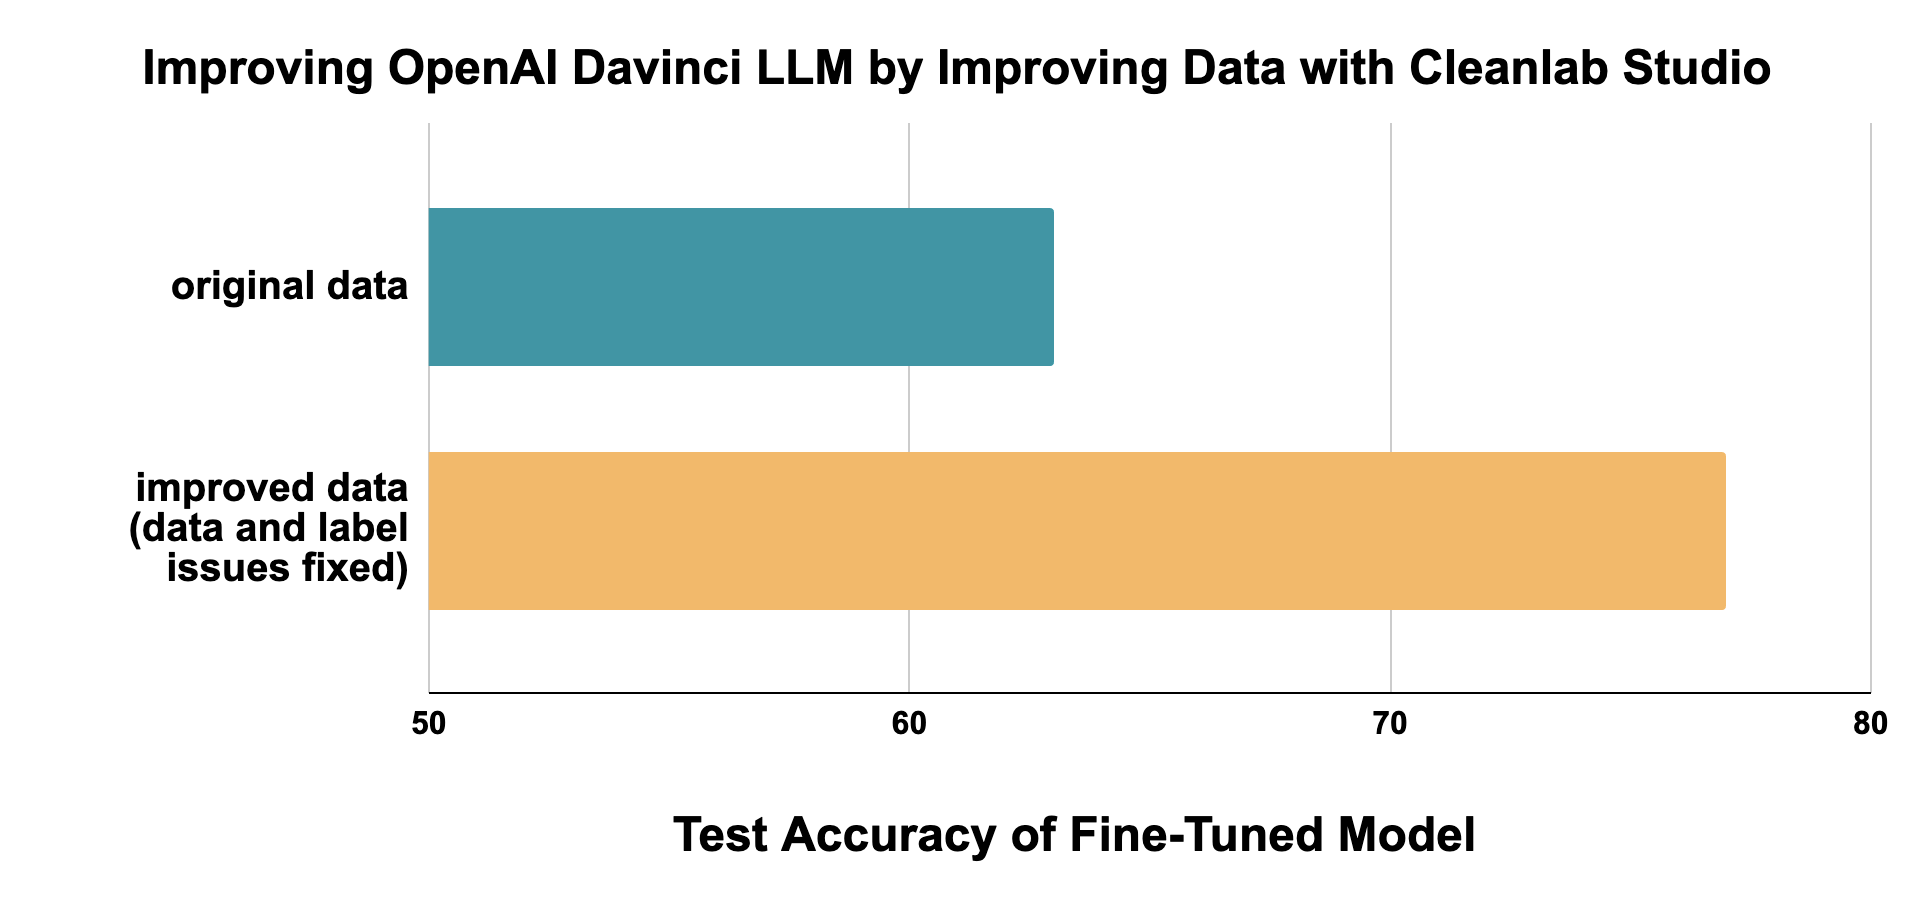 Improving OpenAI Davinci LLM by Improving Data with Cleanlab Studio
original data
improved data
(data and label
issues fixed)
50 60 70 80
Test Accuracy of Fine-Tuned Model